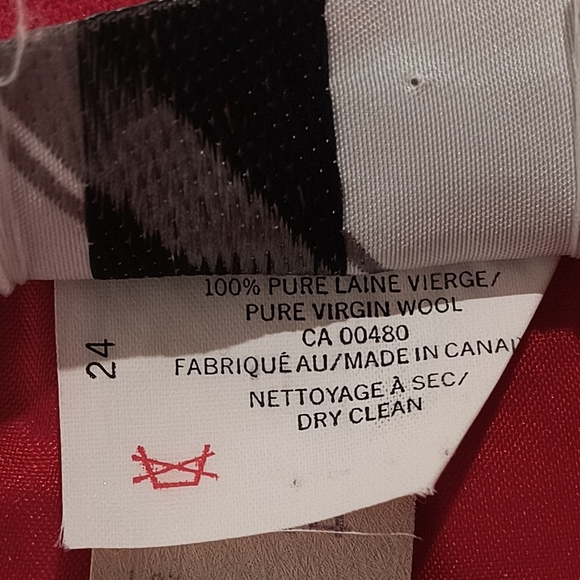 100% PURE LAINE VIERGE/
PURE VIRGIN WOOL
CA 00480
FABRIQUÉ AU/MADE IN CANA
NETTOYAGE À SEC/
DRY CLEAN
24